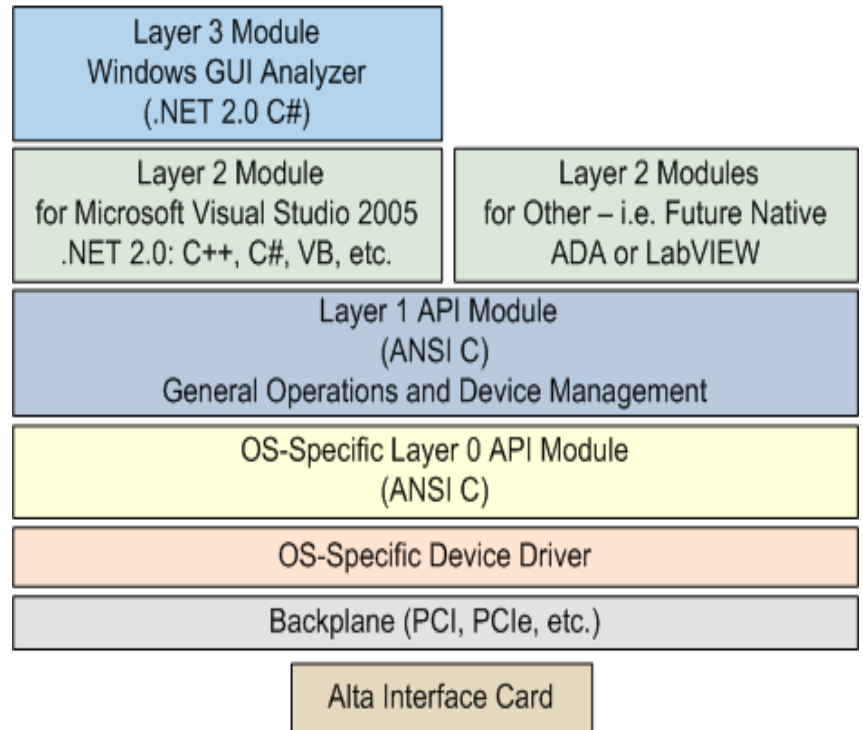 Layer 3 Module
Windows GUI Analyzer
(.NET 2.0 C#)
Layer 2 Module
for Microsoft Visual Studio 2005
.NET 2.0: C++, C#, VB, etc.
Layer 2 Modules
for Other – i.e. Future Native
ADA or LabVIEW
Layer 1 API Module
(ANSI C)
General Operations and Device Management
OS-Specific Layer 0 API Module
(ANSI C)
OS-Specific Device Driver
Backplane (PCI, PCIe, etc.)
Alta Interface Card